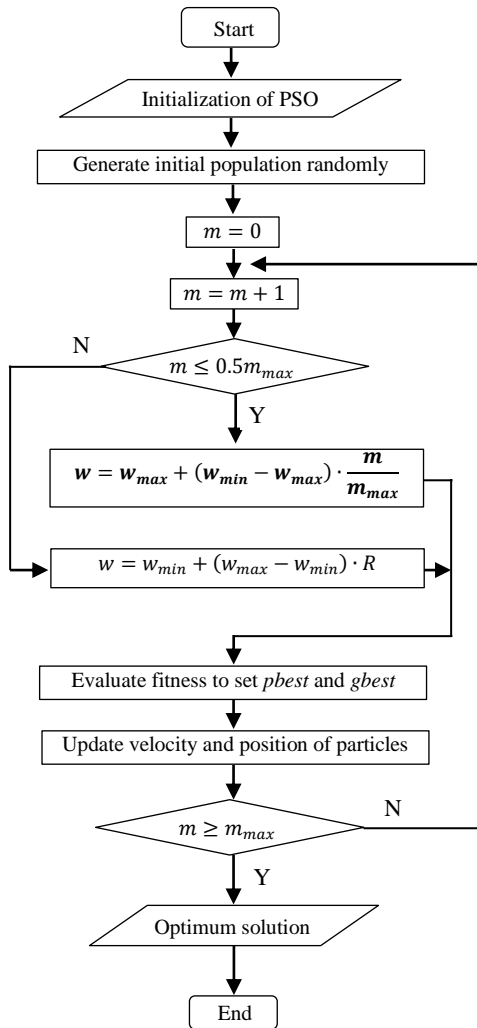 Start
Initialization of PSO
Generate initial population randomly
m = 0
m = m + 1
N
m ≤ 0.5m_max
Y
w = w_max + (w_min − w_max) · m/m_max
w = w_min + (w_max − w_min) · R
Evaluate fitness to set pbest and gbest
Update velocity and position of particles
N
m ≥ m_max
Y
Optimum solution
End